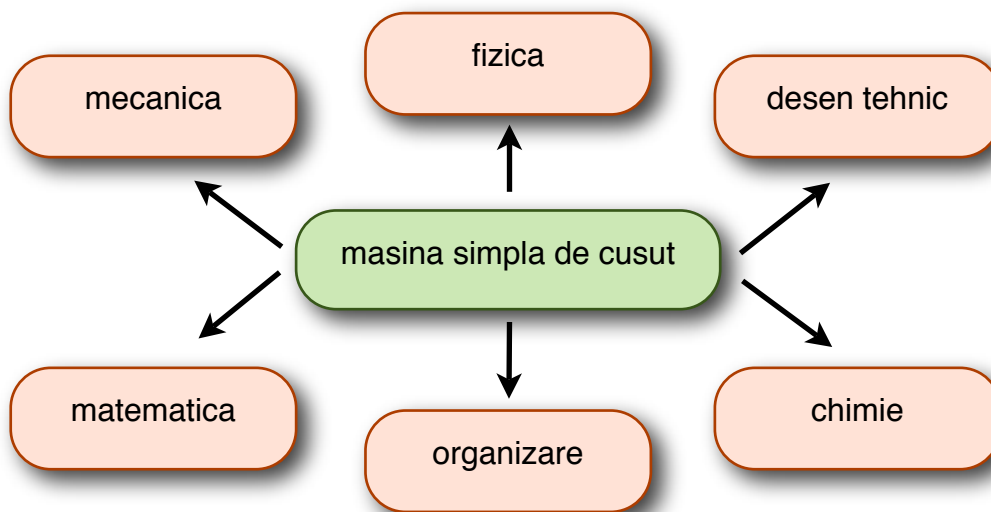 fizica
mecanica
desen tehnic
masina simpla de cusut
matematica
chimie
organizare